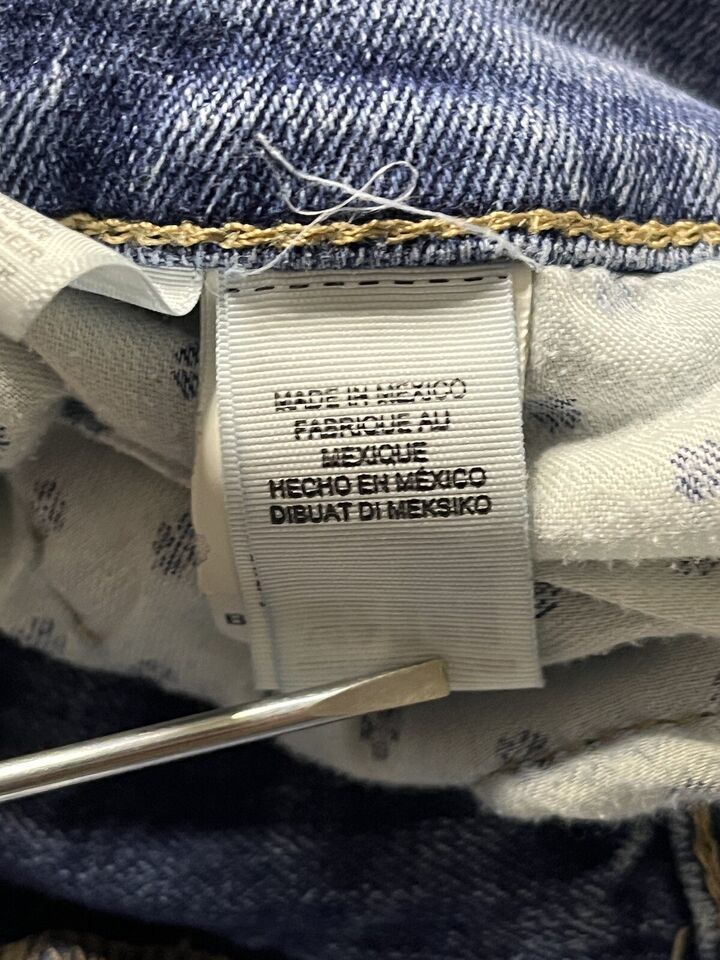 MADE IN MEXICO
FABRIQUE AU
MEXIQUE
HECHO EN MÉXICO
DIBUAT DI MEKSIKO
B